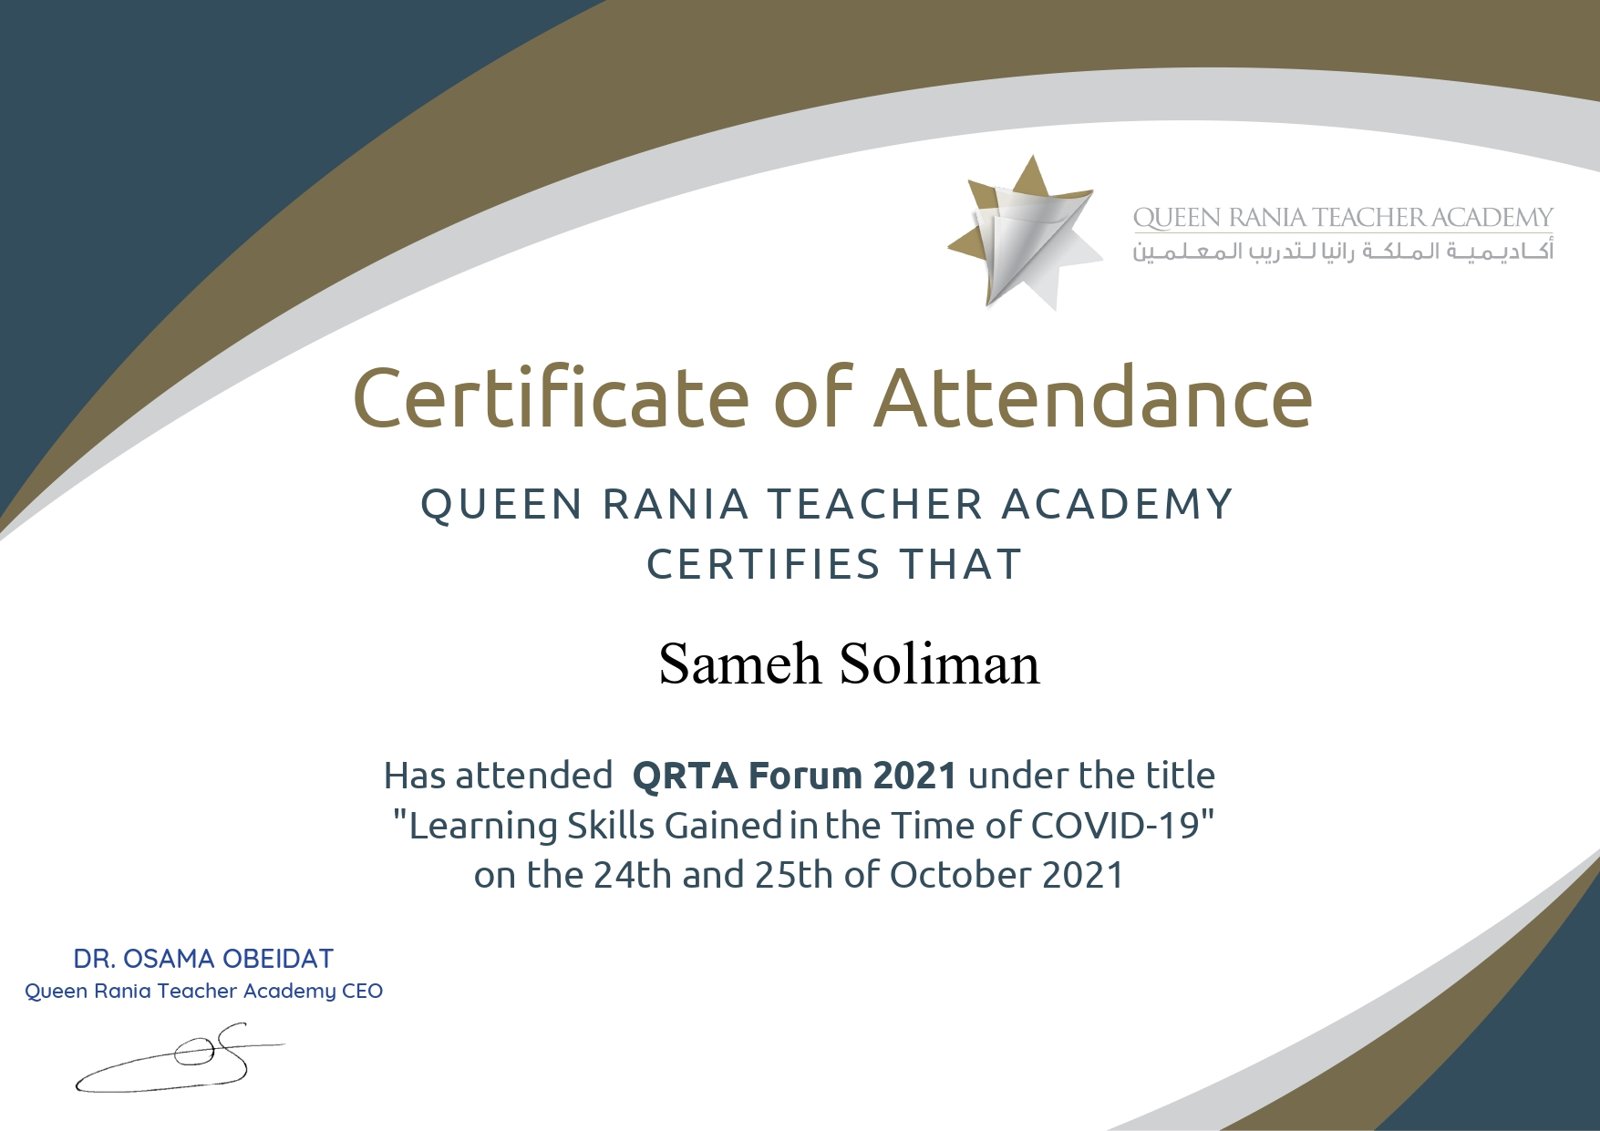 QUEEN RANIA TEACHER ACADEMY
أكاديمية الملكة رانيا لتدريب المعلمين
Certificate of Attendance
QUEEN RANIA TEACHER ACADEMY
CERTIFIES THAT
Sameh Soliman
Has attended QRTA Forum 2021 under the title
"Learning Skills Gained in the Time of COVID-19"
on the 24th and 25th of October 2021
DR. OSAMA OBEIDAT
Queen Rania Teacher Academy CEO